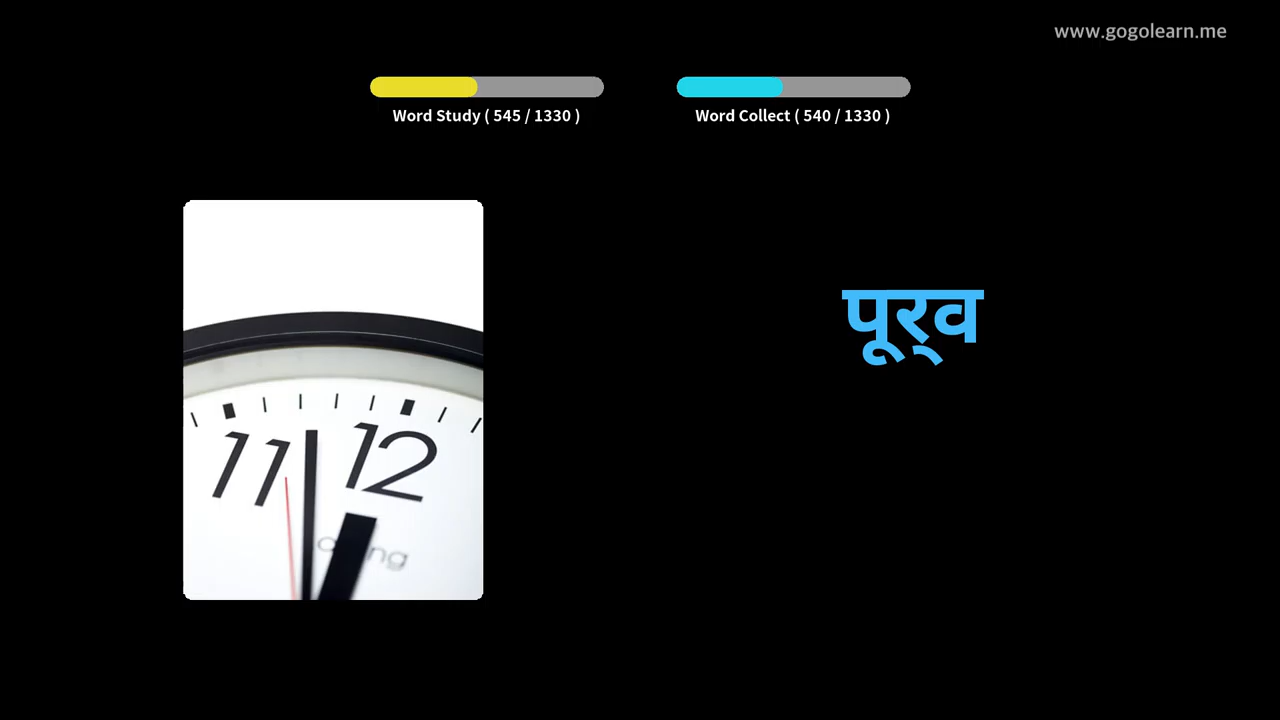 www.gogolearn.me
Word Study ( 545 / 1330 )
Word Collect ( 540 / 1330 )
पूर्‌व
11
12